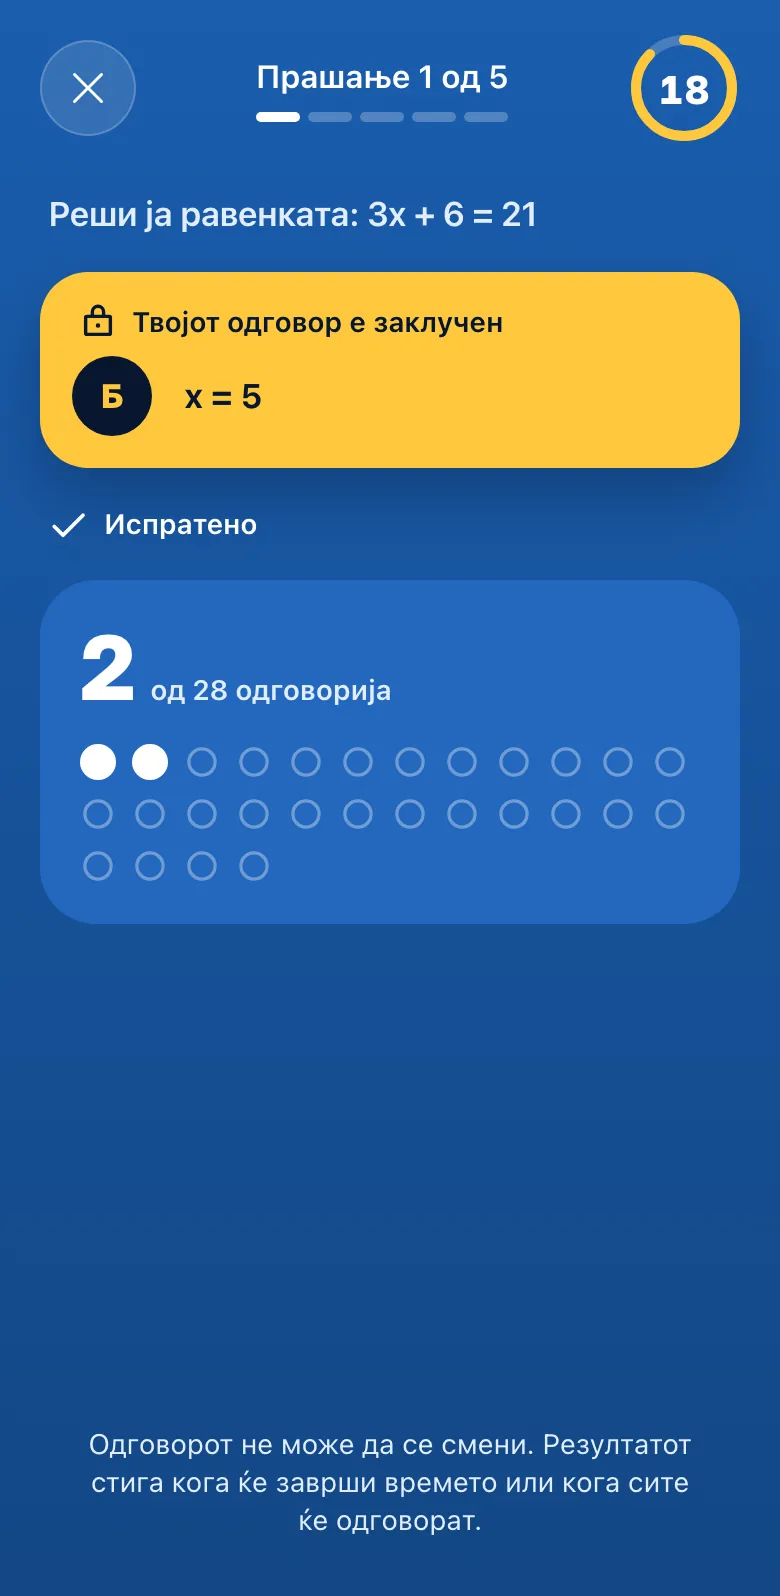 Прашање 1 од 5
18
Реши ја равенката: 3x + 6 = 21
Твојот одговор е заклучен
Б x = 5
Испратено
2 од 28 одговорија
Одговорот не може да се смени. Резултатот
стига кога ќе заврши времето или кога сите
ќе одговорат.